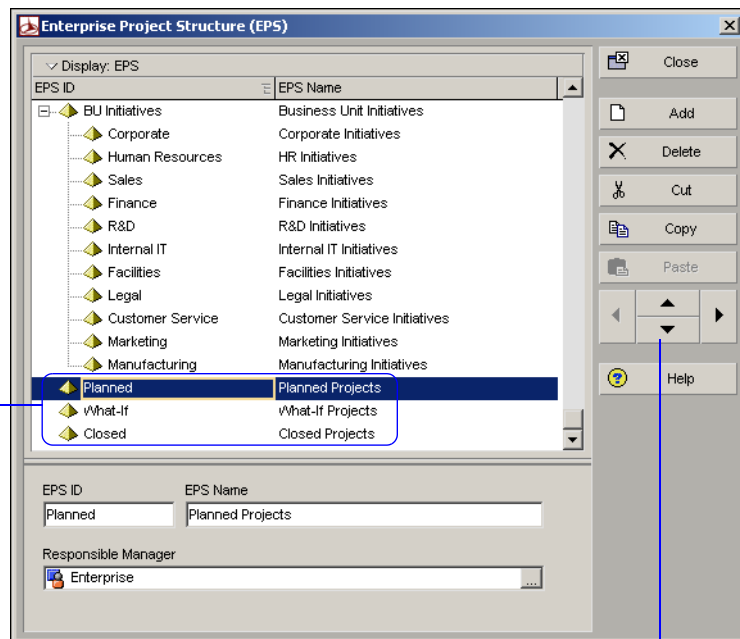 Enterprise Project Structure (EPS)
Display: EPS
EPS ID EPS Name
BU Initiatives Business Unit Initiatives
Corporate Corporate Initiatives
Human Resources HR Initiatives
Sales Sales Initiatives
Finance Finance Initiatives
R&D R&D Initiatives
Internal IT Internal IT Initiatives
Facilities Facilities Initiatives
Legal Legal Initiatives
Customer Service Customer Service Initiatives
Marketing Marketing Initiatives
Manufacturing Manufacturing Initiatives
Planned Planned Projects
What-If What-If Projects
Closed Closed Projects
EPS ID EPS Name
Planned Planned Projects
Responsible Manager
Enterprise ...
Close
Add
Delete
Cut
Copy
Paste
Help